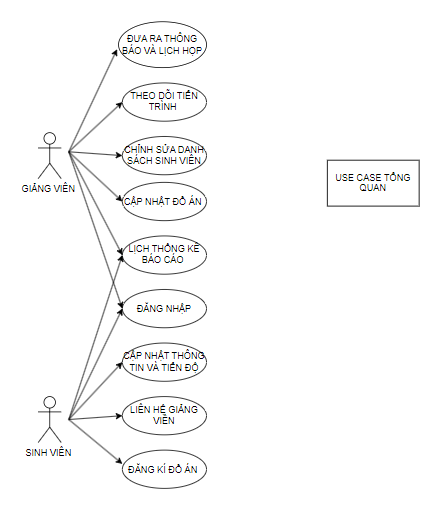 ĐƯA RA THÔNG
BÁO VÀ LỊCH HỌP
THEO DÕI TIẾN
TRÌNH
CHỈNH SỬA DANH
SÁCH SINH VIÊN
GIẢNG VIÊN
CẬP NHẬT ĐỒ ÁN
USE CASE TỔNG
QUAN
LỊCH THỐNG KÊ
BÁO CÁO
ĐĂNG NHẬP
CẬP NHẬT THÔNG
TIN VÀ TIẾN ĐỘ
LIÊN HỆ GIẢNG
VIÊN
SINH VIÊN
ĐĂNG KÍ ĐỒ ÁN